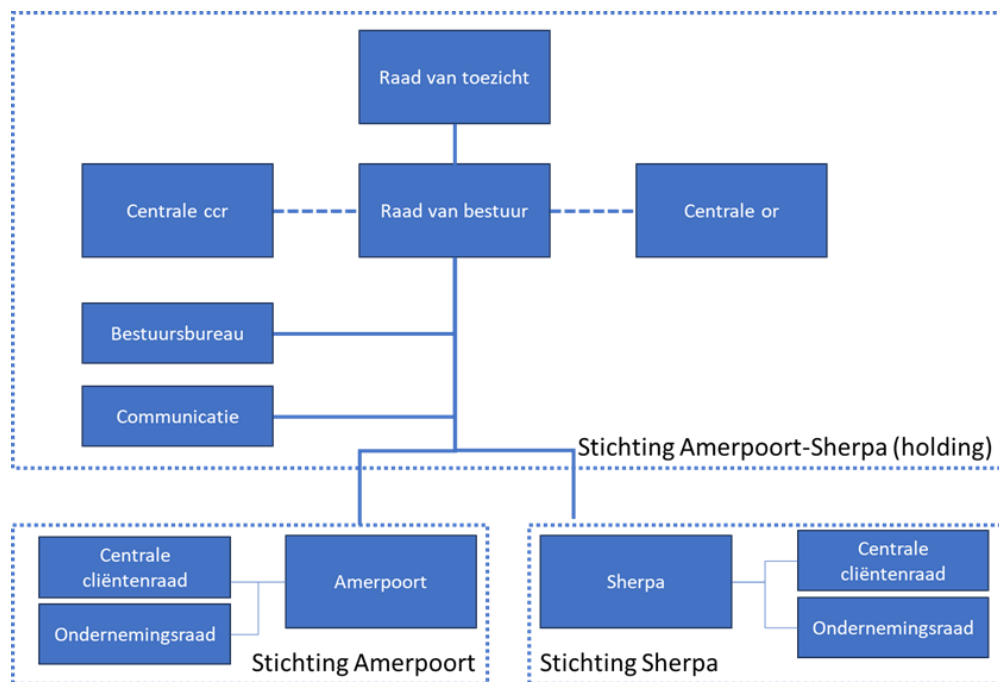 Raad van toezicht
Centrale ccr
Raad van bestuur
Centrale or
Bestuursbureau
Communicatie
Stichting Amerpoort-Sherpa (holding)
Centrale
cliëntenraad
Amerpoort
Ondernemingsraad
Stichting Amerpoort
Sherpa
Centrale
cliëntenraad
Ondernemingsraad
Stichting Sherpa